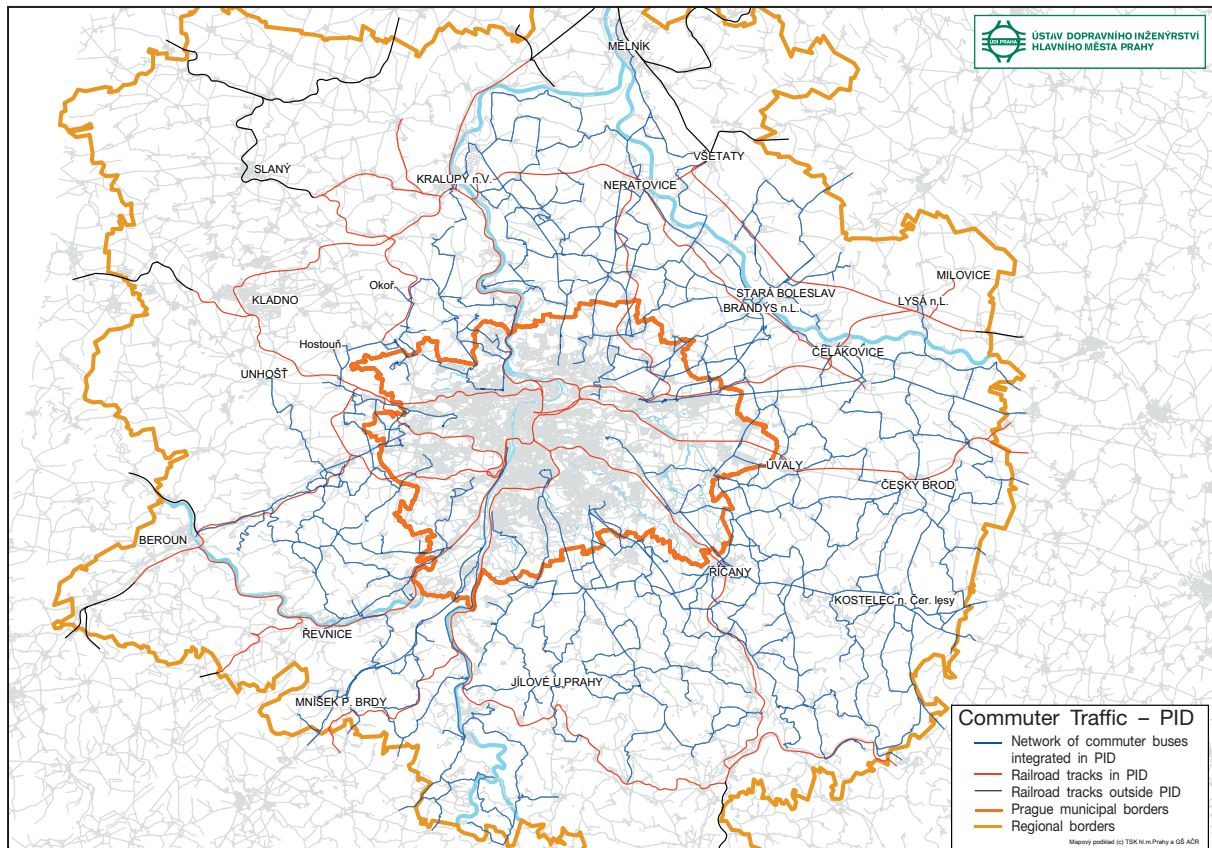 ÚSTAV DOPRAVNÍHO INŽENÝRSTVÍ
ÚDI PRAHA
HLAVNÍHO MĚSTA PRAHY
MĚLNÍK
VŠETATY
SLANÝ
KRALUPY n.V.
NERATOVICE
MILOVICE
Okoř
STARÁ BOLESLAV
KLADNO
LYSÁ n.L.
BRANDÝS n.L.
Hostouň
ČELÁKOVICE
UNHOŠŤ
ÚVALY
ČESKÝ BROD
BEROUN
ŘÍČANY
KOSTELEC n. Čer. lesy
ŘEVNICE
JÍLOVÉ U PRAHY
MNÍŠEK P. BRDY
Commuter Traffic – PID
Network of commuter buses
integrated in PID
Railroad tracks in PID
Railroad tracks outside PID
Prague municipal borders
Regional borders
Mapový podklad (c) TSK hl.m.Prahy a GŠ AČR